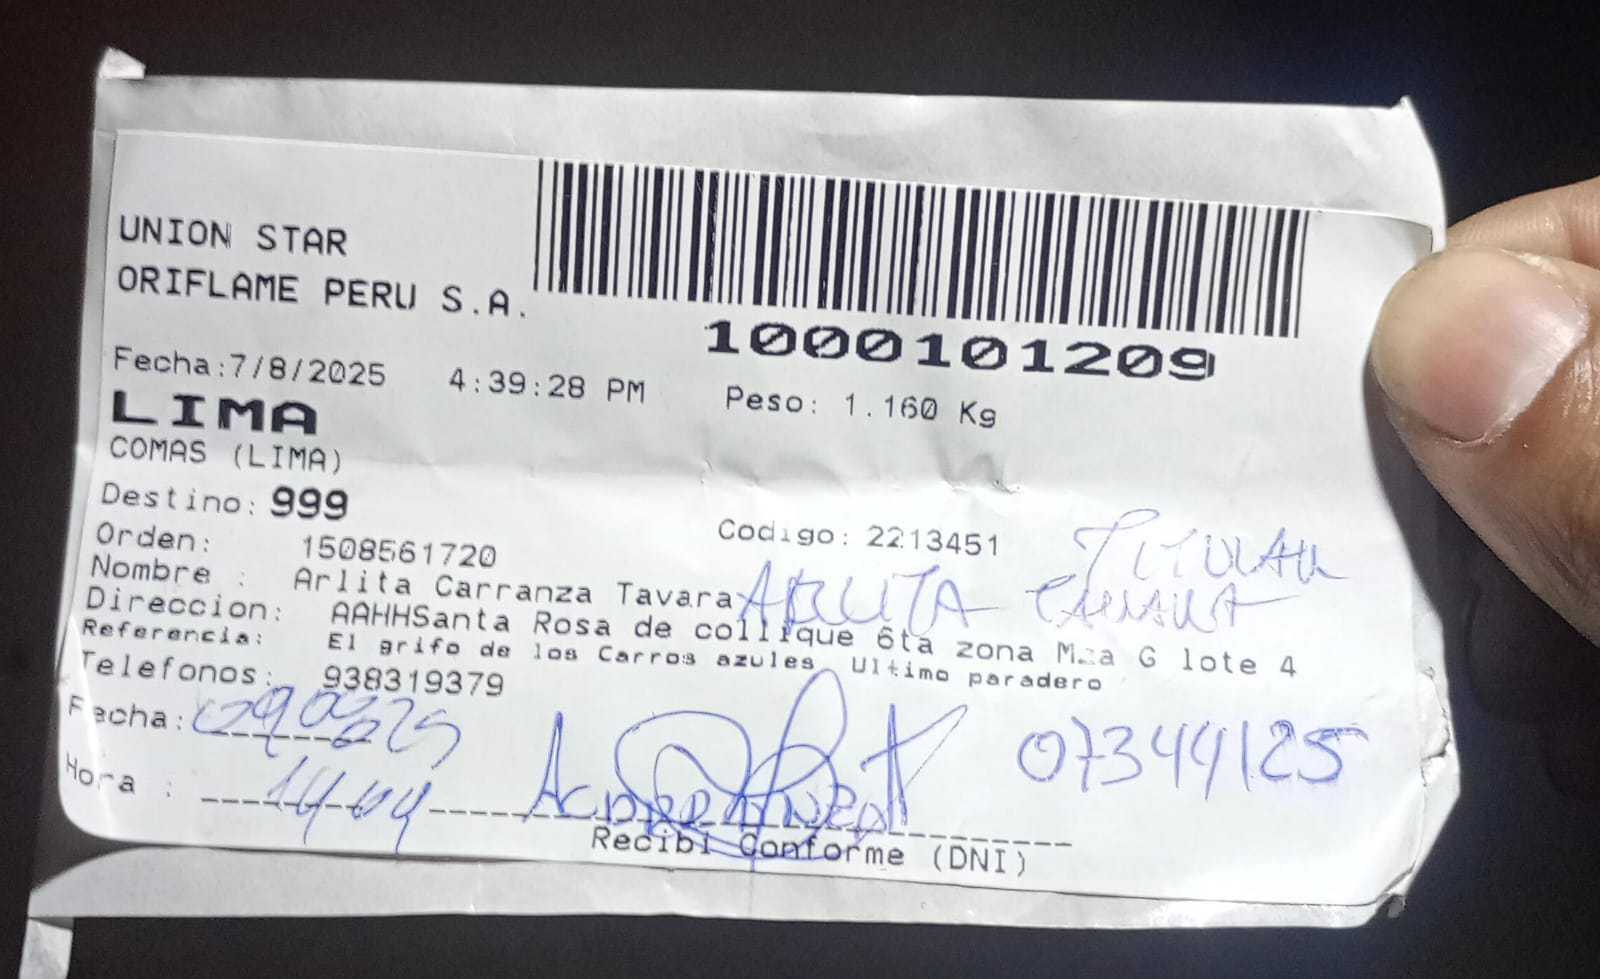 UNION STAR
ORIFLAME PERU S.A.
1000101209
Fecha:7/8/2025 4:39:28 PM Peso: 1.160 Kg
LIMA
COMAS (LIMA)
Destino: 999
Codigo: 2213451
Orden: 1508561720
TITULAR
Nombre : Arlita Carranza Tavara
ARLITA
Direccion: AAHHSanta Rosa de collique 6ta zona Mza G lote 4
Referencia: El grifo de los Carros azules Ultimo paradero
Telefonos: 938319379
Fecha:
07344125
Hora : 14:04
Recibi Conforme (DNI)